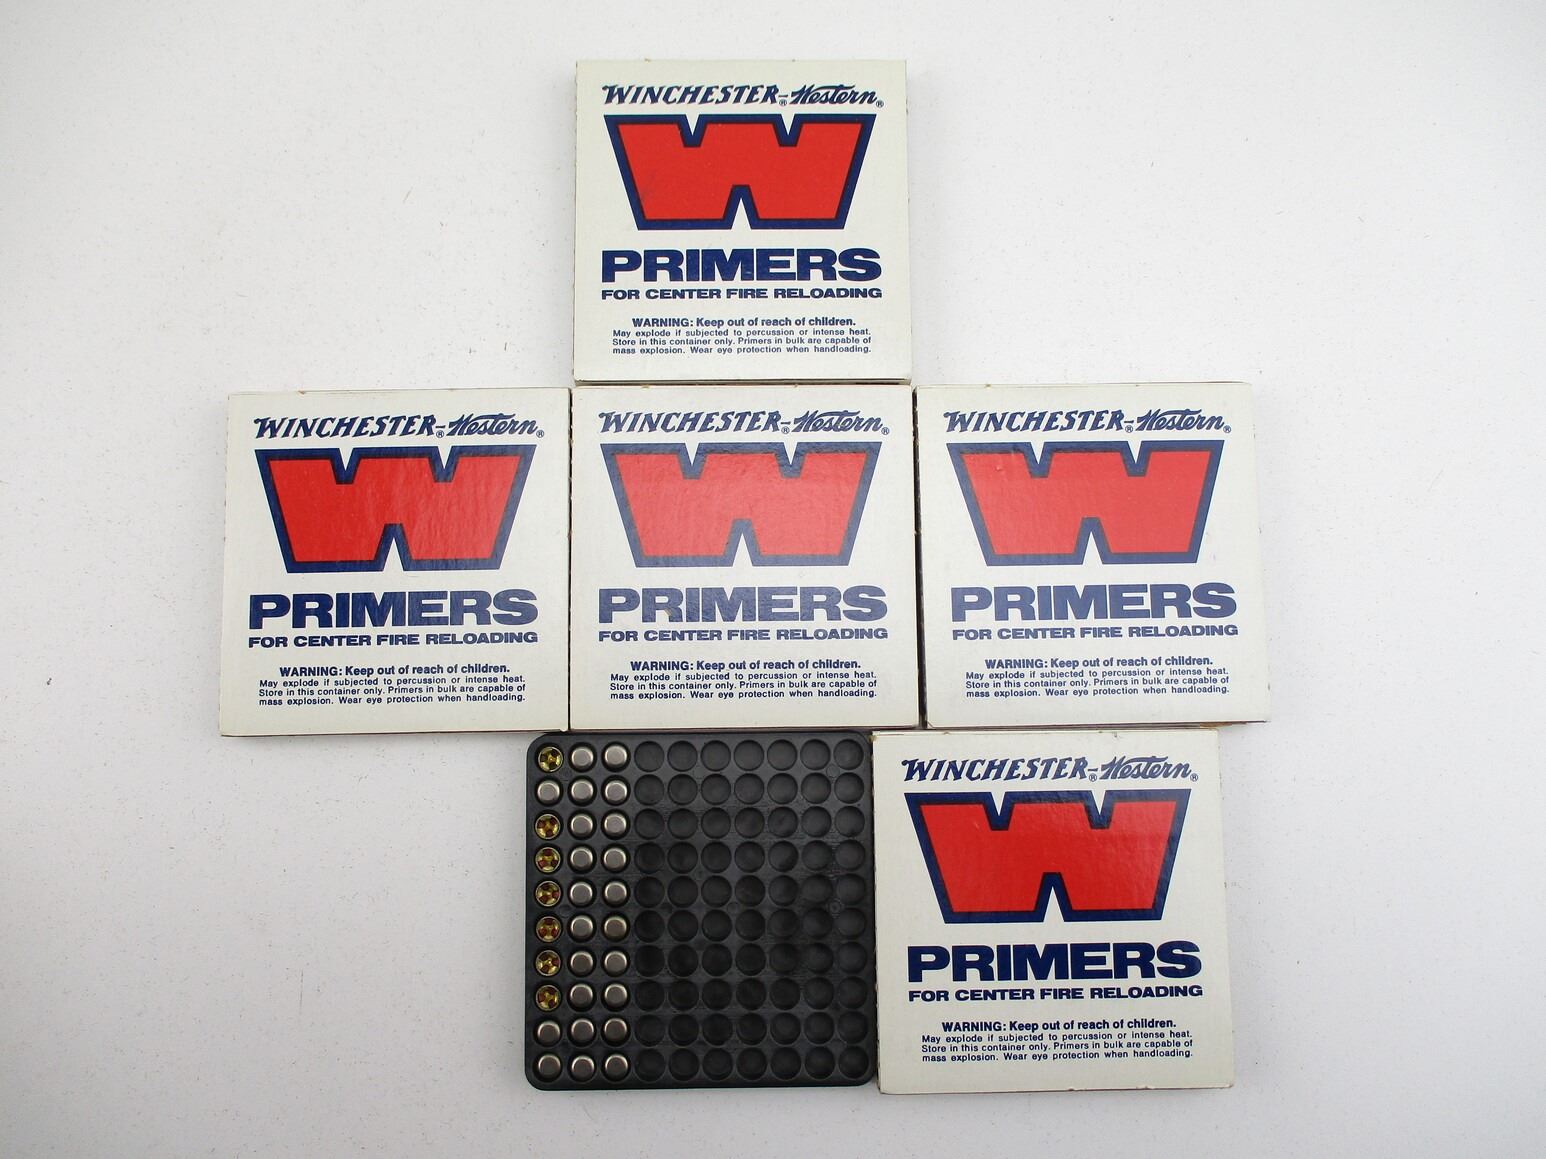 WINCHESTER®-Western®
W
PRIMERS
FOR CENTER FIRE RELOADING
WARNING: Keep out of reach of children.
May explode if subjected to percussion or intense heat.
Store in this container only. Primers in bulk are capable of
mass explosion. Wear eye protection when handloading.
WINCHESTER®-Western®
W
PRIMERS
FOR CENTER FIRE RELOADING
WARNING: Keep out of reach of children.
May explode if subjected to percussion or intense heat.
Store in this container only. Primers in bulk are capable of
mass explosion. Wear eye protection when handloading.
WINCHESTER®-Western®
W
PRIMERS
FOR CENTER FIRE RELOADING
WARNING: Keep out of reach of children.
May explode if subjected to percussion or intense heat.
Store in this container only. Primers in bulk are capable of
mass explosion. Wear eye protection when handloading.
WINCHESTER®-Western®
W
PRIMERS
FOR CENTER FIRE RELOADING
WARNING: Keep out of reach of children.
May explode if subjected to percussion or intense heat.
Store in this container only. Primers in bulk are capable of
mass explosion. Wear eye protection when handloading.
WINCHESTER®-Western®
W
PRIMERS
FOR CENTER FIRE RELOADING
WARNING: Keep out of reach of children.
May explode if subjected to percussion or intense heat.
Store in this container only. Primers in bulk are capable of
mass explosion. Wear eye protection when handloading.